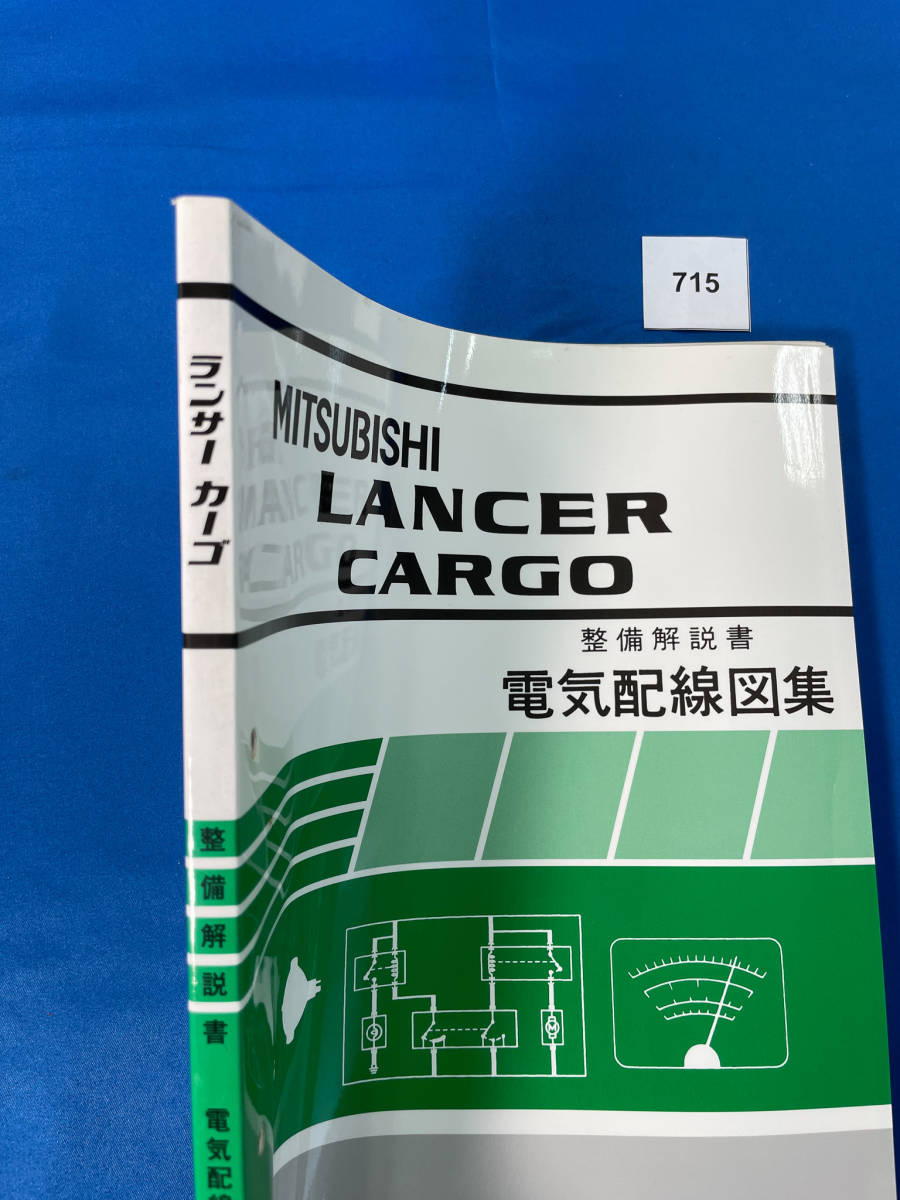 715
MITSUBISHI
LANCER
CARGO
整備解説書
電気配線図集
M
ランサー カーゴ
整備解説書 電気配